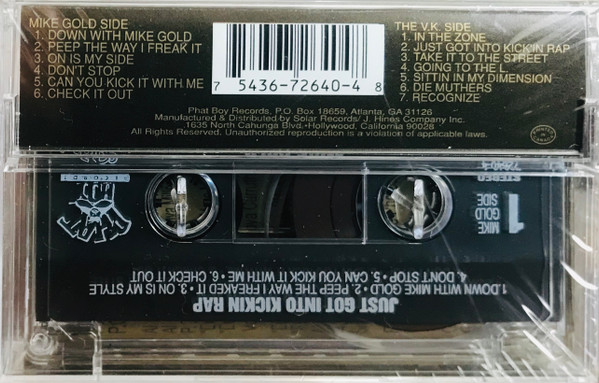 MIKE GOLD SIDE
1. DOWN WITH MIKE GOLD
2. PEEP THE WAY I FREAK IT
3. ON IS MY SIDE
4. DON'T STOP
5. CAN YOU KICK IT WITH ME
6. CHECK IT OUT
7 5436-72640-4 8
THE V.K. SIDE
1. IN THE ZONE
2. JUST GOT INTO KICKIN RAP
3. TAKE IT TO THE STREET
4. GOING TO THE L
5. SITTIN IN MY DIMENSION
6. DIE MUTHERS
7. RECOGNIZE
Phat Boy Records, P.O. Box 18659, Atlanta, GA 31126
Manufactured & Distributed by Solar Records/ J. Hines Company Inc.
1635 North Cahunga Blvd.•Hollywood, California 90028
All Rights Reserved. Unauthorized reproduction is a violation of applicable laws.
JUST GOT INTO KICKIN RAP
1.DOWN WITH MIKE GOLD • 2. PEEP THE WAY I FREAKED IT • 3. ON IS MY STYLE
4. DON'T STOP • 5. CAN YOU KICK IT WITH ME • 6. CHECK IT OUT
MIKE
GOLD
SIDE
1
STEREO